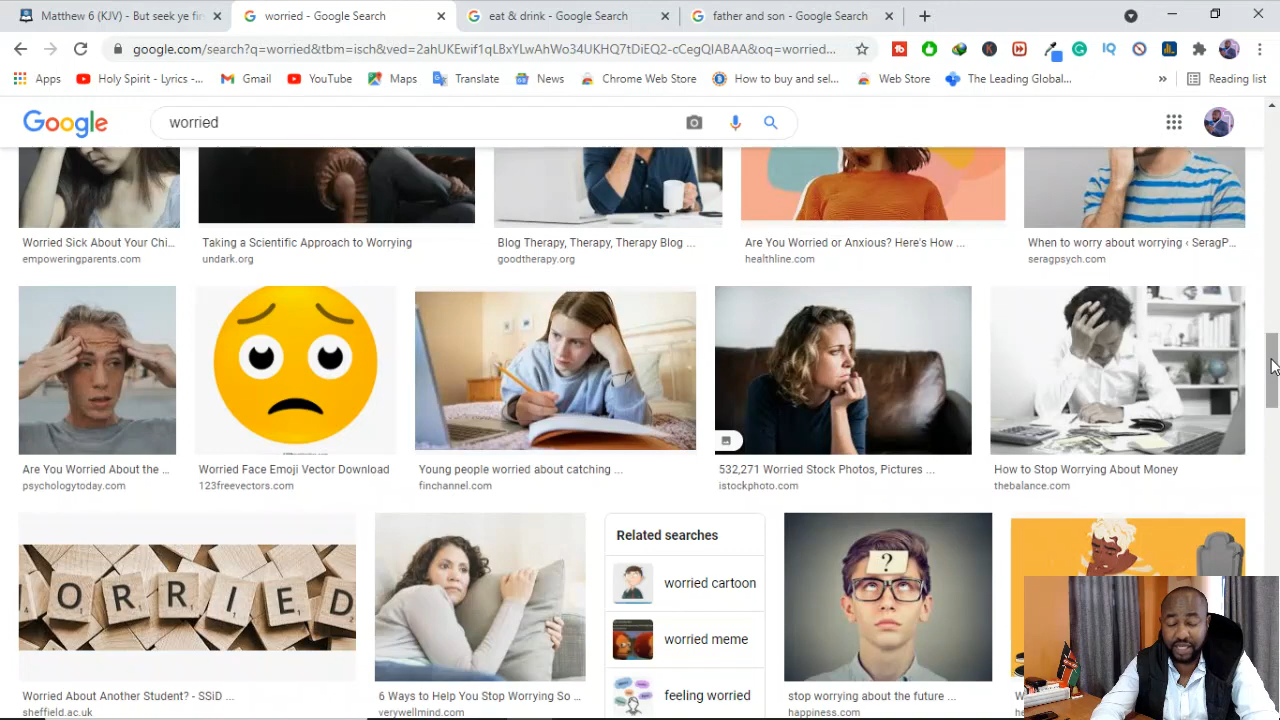 Matthew 6 (KJV) - But seek ye fir
worried - Google Search
eat & drink - Google Search
father and son - Google Search
google.com/search?q=worried&tbm=isch&ved=2ahUKEwif1qLBxYLwAhWo34UKHQ7tDiEQ2-cCegQIABAA&oq=worried...
Apps
Holy Spirit - Lyrics -...
Gmail
YouTube
Maps
Translate
News
Chrome Web Store
How to buy and sel...
Web Store
The Leading Global...
»
Reading list
Google
worried
Worried Sick About Your Chi...
Taking a Scientific Approach to Worrying
Blog Therapy, Therapy, Therapy Blog ...
Are You Worried or Anxious? Here's How ...
When to worry about worrying ‹ SeragP...
empoweringparents.com
undark.org
goodtherapy.org
healthline.com
seragpsych.com
Are You Worried About the ...
Worried Face Emoji Vector Download
Young people worried about catching ...
532,271 Worried Stock Photos, Pictures ...
How to Stop Worrying About Money
psychologytoday.com
123freevectors.com
finchannel.com
istockphoto.com
thebalance.com
WORRIED
Related searches
worried cartoon
worried meme
feeling worried
?
Worried About Another Student? - SSiD ...
6 Ways to Help You Stop Worrying So ...
stop worrying about the future ...
sheffield.ac.uk
verywellmind.com
happiness.com